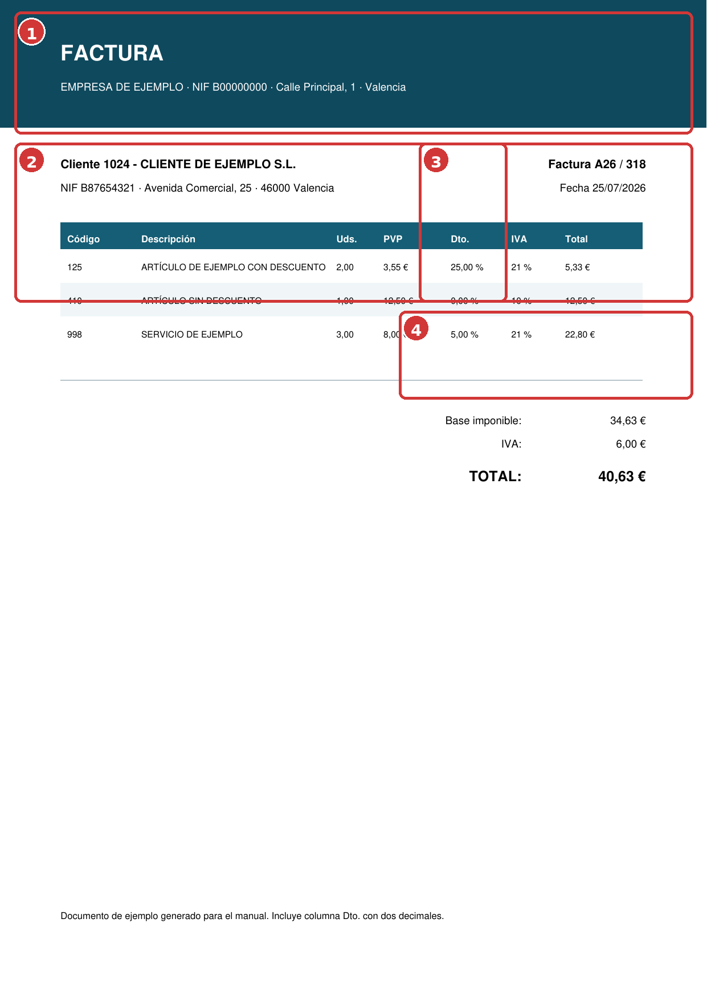 1
FACTURA
EMPRESA DE EJEMPLO · NIF B00000000 · Calle Principal, 1 · Valencia
2
3
Cliente 1024 - CLIENTE DE EJEMPLO S.L. Factura A26 / 318
NIF B87654321 · Avenida Comercial, 25 · 46000 Valencia Fecha 25/07/2026
Código Descripción Uds. PVP Dto. IVA Total
125 ARTÍCULO DE EJEMPLO CON DESCUENTO 2,00 3,55 € 25,00 % 21 % 5,33 €
410 ARTÍCULO SIN DESCUENTO 1,00 12,50 € 0,00 % 10 % 12,50 €
4
998 SERVICIO DE EJEMPLO 3,00 8,00 5,00 % 21 % 22,80 €
Base imponible: 34,63 €
IVA: 6,00 €
TOTAL: 40,63 €
Documento de ejemplo generado para el manual. Incluye columna Dto. con dos decimales.